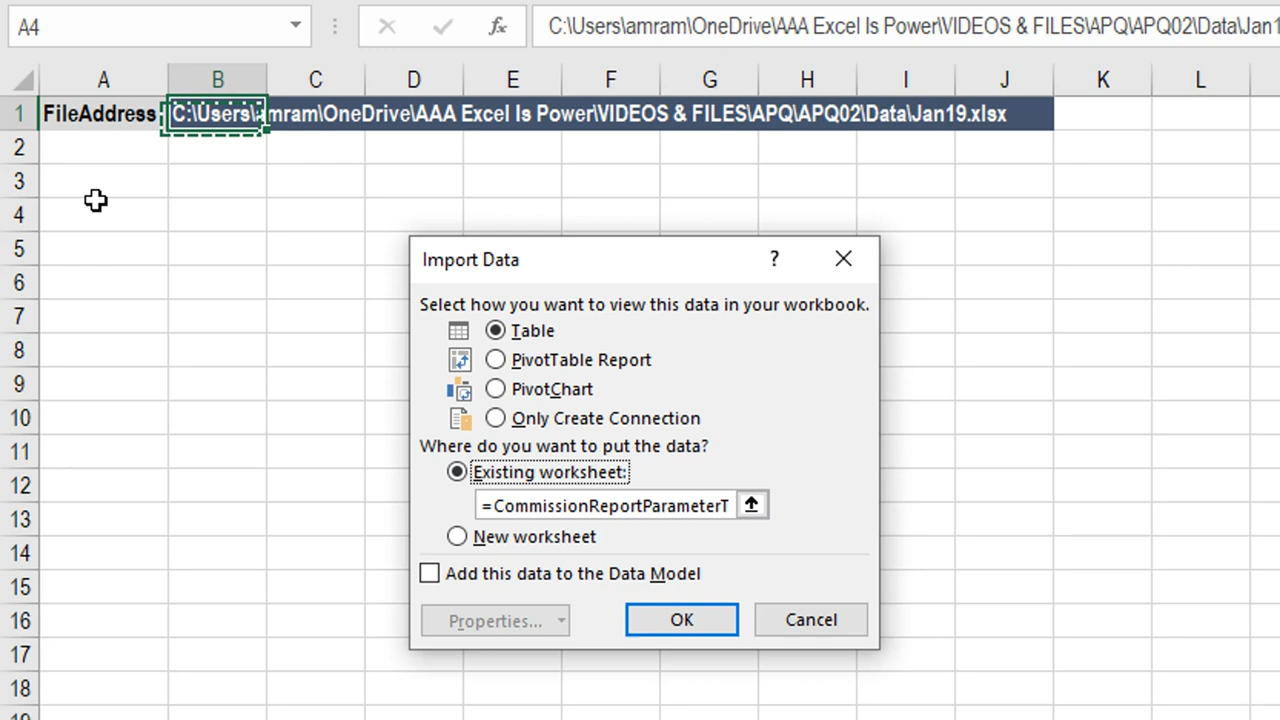 A4
fx
C:\Users\amram\OneDrive\AAA Excel Is Power\VIDEOS & FILES\APQ\APQ02\Data\Jan1
A B C D E F G H I J K L
1 FileAddress C:\Users\amram\OneDrive\AAA Excel Is Power\VIDEOS & FILES\APQ\APQ02\Data\Jan19.xlsx
2
3
4
5
6
7
8
9
10
11
12
13
14
15
16
17
18
19
Import Data ?
Select how you want to view this data in your workbook.
Table
PivotTable Report
PivotChart
Only Create Connection
Where do you want to put the data?
Existing worksheet:
=CommissionReportParameterT
New worksheet
Add this data to the Data Model
Properties... OK Cancel